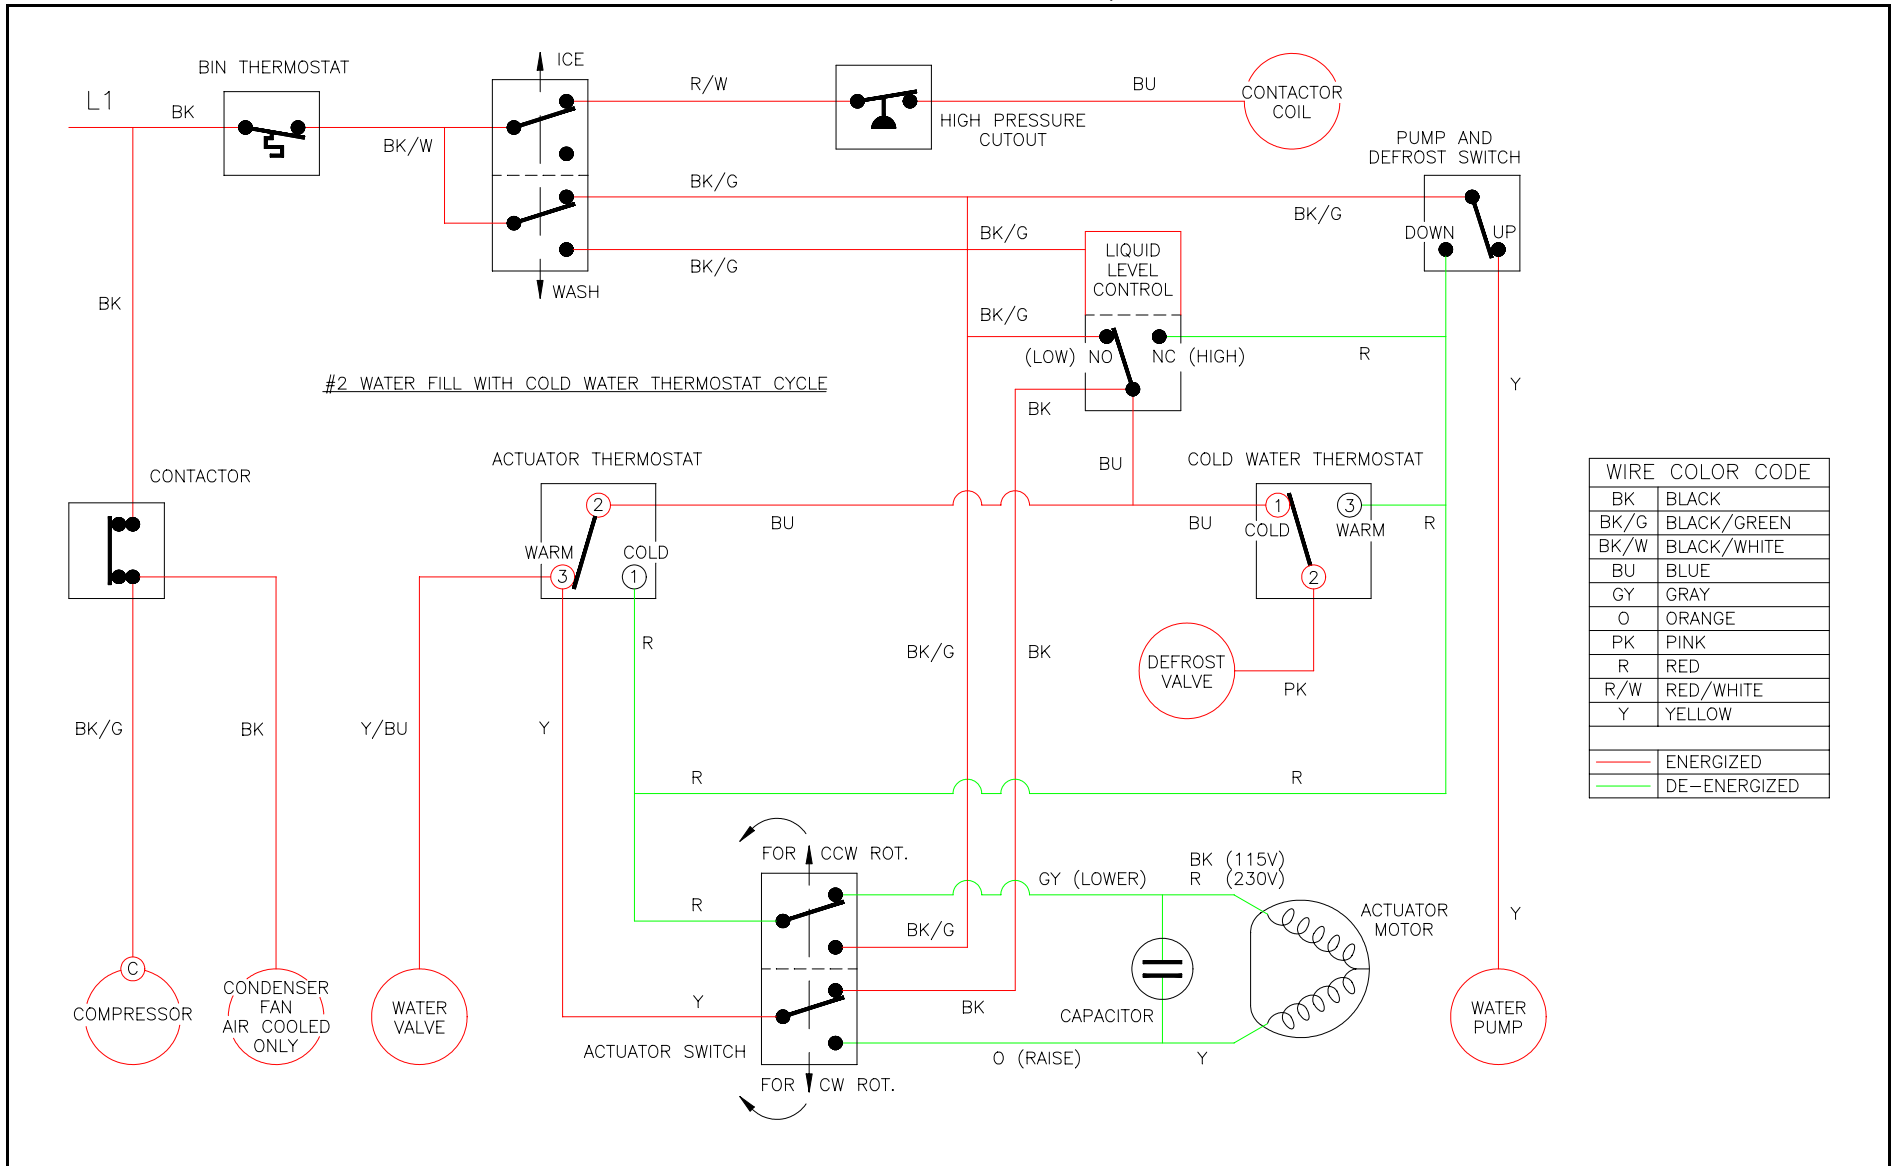 BIN THERMOSTAT
L1
BK
BK/W
ICE
WASH
R/W
HIGH PRESSURE
CUTOUT
BU
CONTACTOR
COIL
PUMP AND
DEFROST SWITCH
DOWN
UP
BK/G
BK/G
BK/G
BK/G
BK/G
LIQUID
LEVEL
CONTROL
(LOW) NO
NC (HIGH)
R
BK
BK
Y
#2 WATER FILL WITH COLD WATER THERMOSTAT CYCLE
CONTACTOR
ACTUATOR THERMOSTAT
2
WARM
COLD
3
1
BU
BU
BU
COLD WATER THERMOSTAT
1
3
COLD
WARM
2
R
WIRE COLOR CODE
BK BLACK
BK/G BLACK/GREEN
BK/W BLACK/WHITE
BU BLUE
GY GRAY
O ORANGE
PK PINK
R RED
R/W RED/WHITE
Y YELLOW
ENERGIZED
DE-ENERGIZED
R
BK/G
BK
DEFROST
VALVE
PK
BK/G
BK
Y/BU
Y
R
R
FOR CCW ROT.
GY (LOWER)
BK (115V)
R (230V)
R
BK/G
ACTUATOR
MOTOR
Y
C
COMPRESSOR
CONDENSER
FAN
AIR COOLED
ONLY
WATER
VALVE
Y
BK
CAPACITOR
WATER
PUMP
ACTUATOR SWITCH
O (RAISE)
Y
FOR CW ROT.